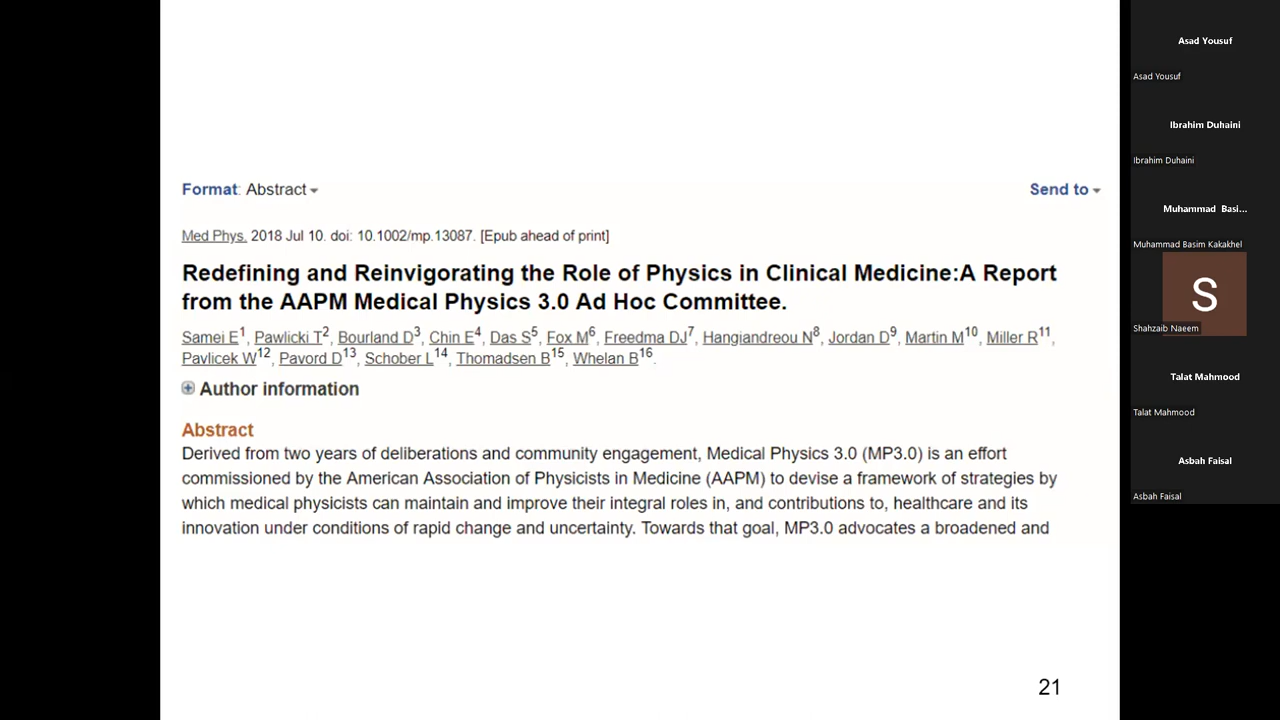 Format: Abstract
Send to
Med Phys. 2018 Jul 10. doi: 10.1002/mp.13087. [Epub ahead of print]
Redefining and Reinvigorating the Role of Physics in Clinical Medicine:A Report
from the AAPM Medical Physics 3.0 Ad Hoc Committee.
Samei E1, Pawlicki T2, Bourland D3, Chin E4, Das S5, Fox M6, Freedma DJ7, Hangiandreou N8, Jordan D9, Martin M10, Miller R11,
Pavlicek W12, Pavord D13, Schober L14, Thomadsen B15, Whelan B16.
Author information
Abstract
Derived from two years of deliberations and community engagement, Medical Physics 3.0 (MP3.0) is an effort
commissioned by the American Association of Physicists in Medicine (AAPM) to devise a framework of strategies by
which medical physicists can maintain and improve their integral roles in, and contributions to, healthcare and its
innovation under conditions of rapid change and uncertainty. Towards that goal, MP3.0 advocates a broadened and
21
Asad Yousuf
Asad Yousuf
Ibrahim Duhaini
Ibrahim Duhaini
Muhammad Basi...
Muhammad Basim Kakakhel
S
Shahzaib Naeem
Talat Mahmood
Talat Mahmood
Asbah Faisal
Asbah Faisal